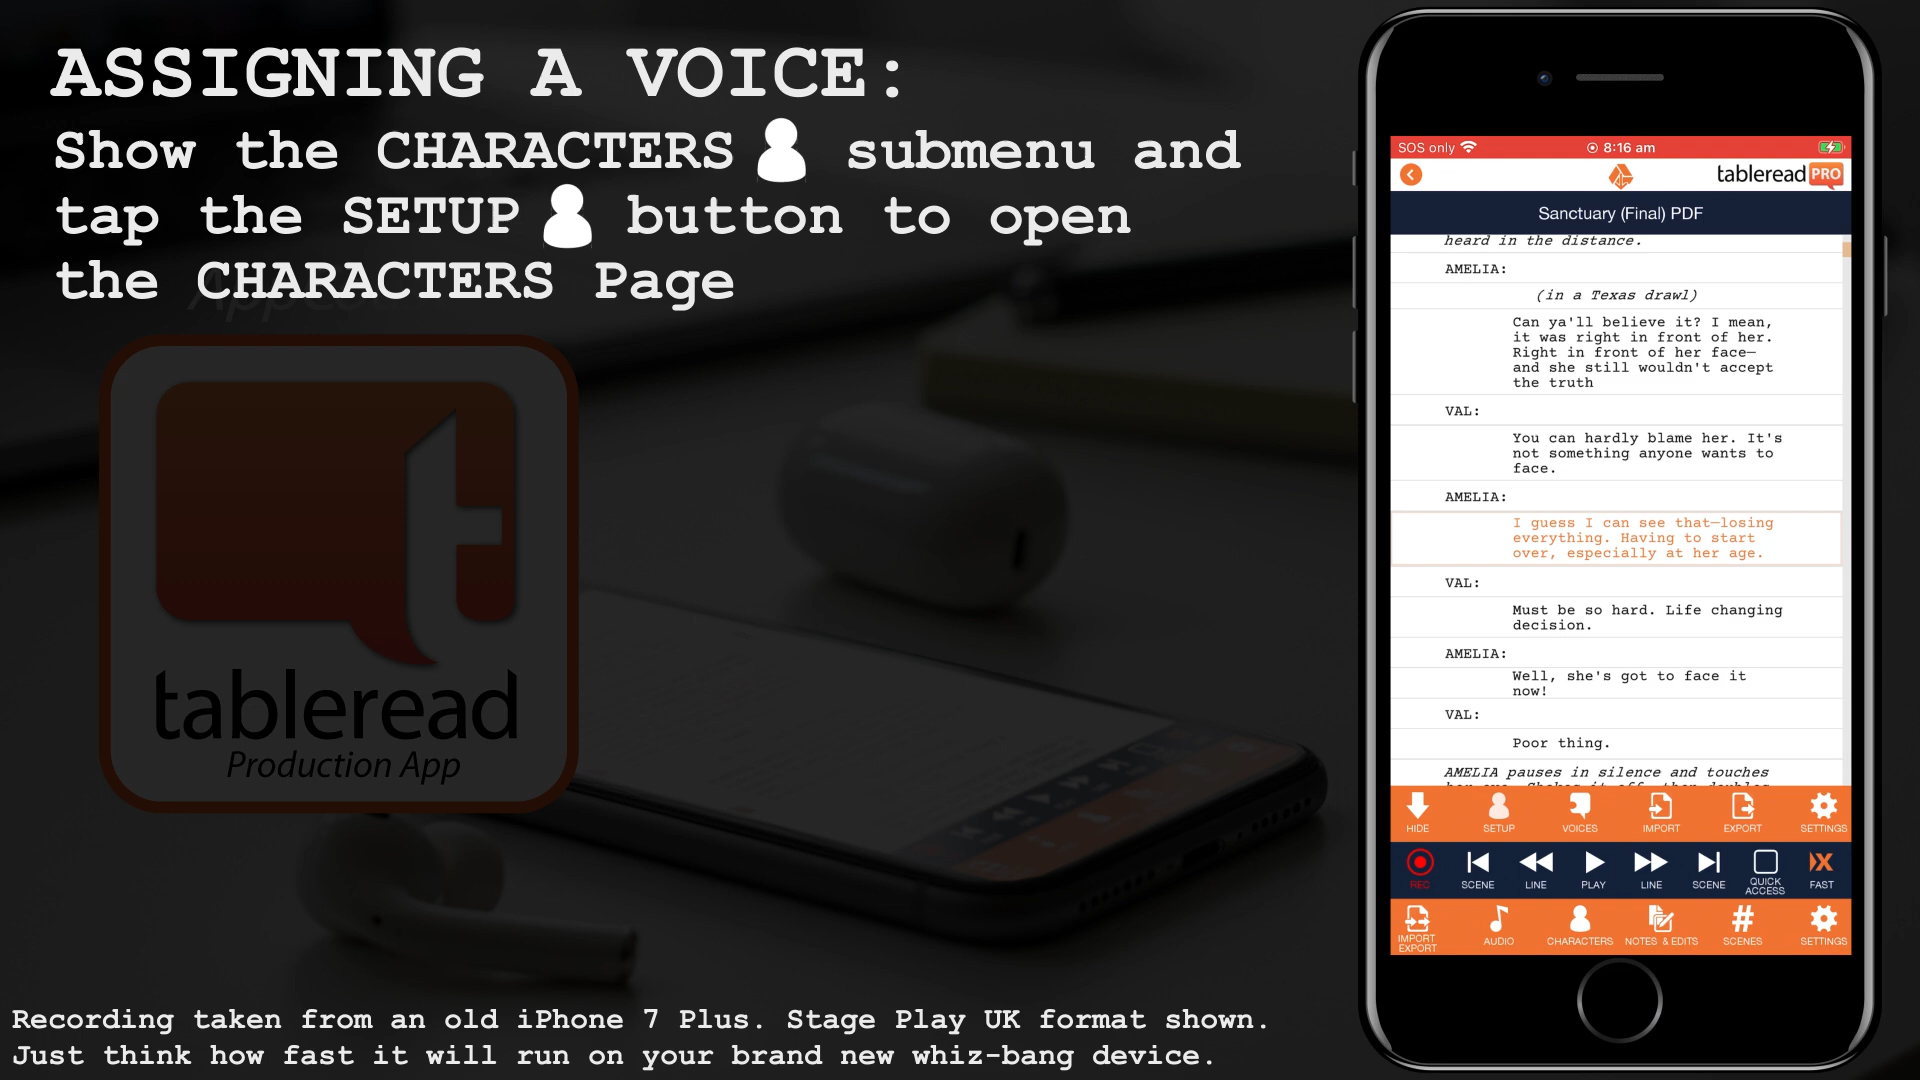 ASSIGNING A VOICE:
Show the CHARACTERS submenu and
tap the SETUP button to open
the CHARACTERS Page
tableread
Production App
Recording taken from an old iPhone 7 Plus. Stage Play UK format shown.
Just think how fast it will run on your brand new whiz-bang device.
SOS only 8:16 am
tableread PRO
Sanctuary (Final) PDF
heard in the distance.
AMELIA:
(in a Texas drawl)
Can ya'll believe it? I mean,
it was right in front of her.
Right in front of her face—
and she still wouldn't accept
the truth
VAL:
You can hardly blame her. It's
not something anyone wants to
face.
AMELIA:
I guess I can see that—losing
everything. Having to start
over, especially at her age.
VAL:
Must be so hard. Life changing
decision.
AMELIA:
Well, she's got to face it
now!
VAL:
Poor thing.
AMELIA pauses in silence and touches
HIDE SETUP VOICES IMPORT EXPORT SETTINGS
REC SCENE LINE PLAY LINE SCENE QUICK ACCESS FAST
IMPORT EXPORT AUDIO CHARACTERS NOTES & EDITS # SCENES SETTINGS